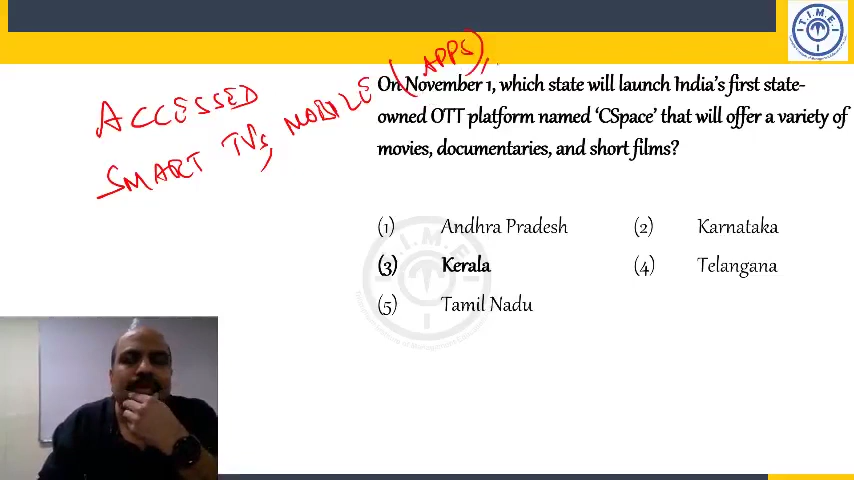 T.I.M.E.
ACCESSED
SMART TVs, MOBILE (APPS),
On November 1, which state will launch India's first state-
owned OTT platform named 'CSpace' that will offer a variety of
movies, documentaries, and short films?
(1) Andhra Pradesh (2) Karnataka
(3) Kerala (4) Telangana
(5) Tamil Nadu